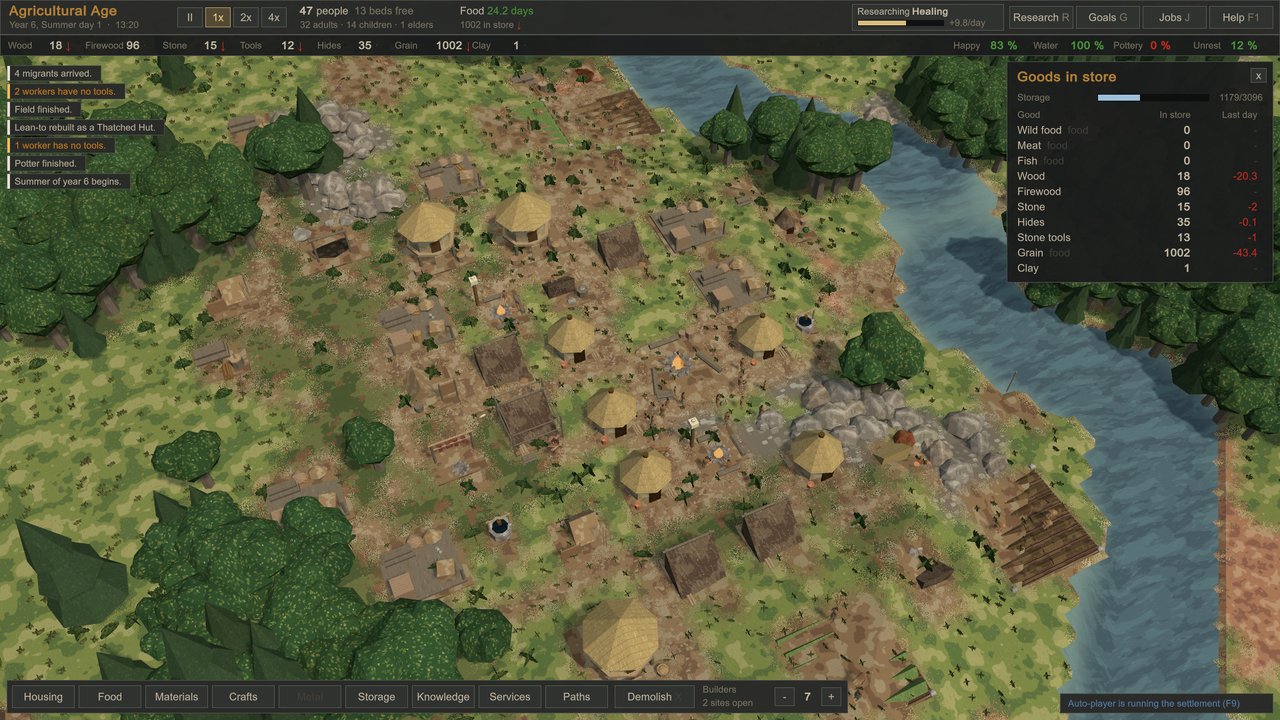 Agricultural Age
Year 6, Summer day 1 · 13:20
II 1x 2x 4x
47 people 13 beds free
32 adults · 14 children · 1 elders
Food 24.2 days
1002 in store ↓
Researching Healing
+9.8/day
Research R
Goals G
Jobs J
Help F1
Wood 18 ↓ Firewood 96 Stone 15 ↓ Tools 12 ↓ Hides 35 Grain 1002 ↓ Clay 1
Happy 83 % Water 100 % Pottery 0 % Unrest 12 %
4 migrants arrived.
2 workers have no tools.
Field finished.
Lean-to rebuilt as a Thatched Hut.
1 worker has no tools.
Potter finished.
Summer of year 6 begins.
Goods in store x
Storage 1179/3096
Good In store Last day
Wild food food 0 -
Meat food 0 -
Fish food 0 -
Wood 18 -20.3
Firewood 96 -
Stone 15 -2
Hides 35 -0.1
Stone tools 13 -1
Grain food 1002 -43.4
Clay 1 -
Housing
Food
Materials
Crafts
Metal
Storage
Knowledge
Services
Paths
Demolish X
Builders
2 sites open
- 7 +
Auto-player is running the settlement (F9)